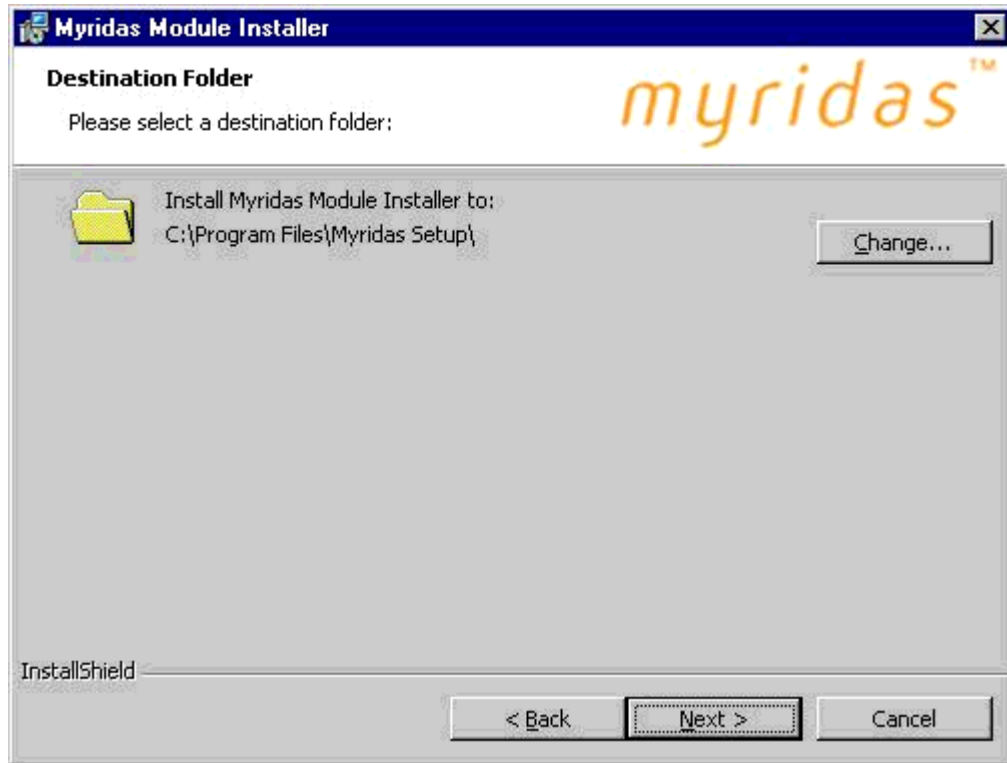 Myridas Module Installer
Destination Folder
Please select a destination folder:
myridas™
Install Myridas Module Installer to:
C:\Program Files\Myridas Setup\
Change...
InstallShield
< Back
Next >
Cancel